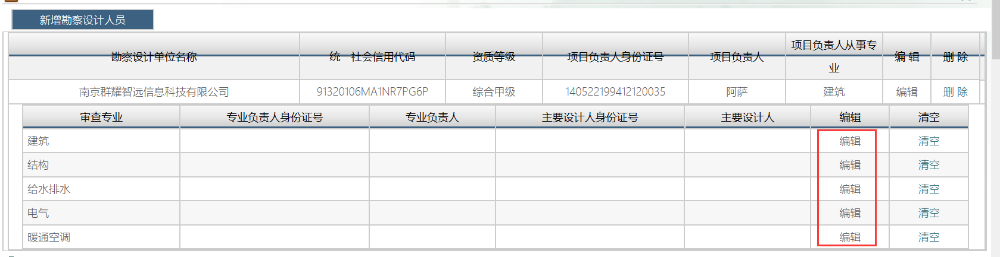 新增勘察设计人员
勘察设计单位名称 统一社会信用代码 资质等级 项目负责人身份证号 项目负责人 项目负责人从事专业 编 辑 删 除
南京群耀智远信息科技有限公司 91320106MA1NR7PG6P 综合甲级 140522199412120035 阿萨 建筑 编辑 删 除
审查专业 专业负责人身份证号 专业负责人 主要设计人身份证号 主要设计人 编辑 清空
建筑 编辑 清空
结构 编辑 清空
给水排水 编辑 清空
电气 编辑 清空
暖通空调 编辑 清空